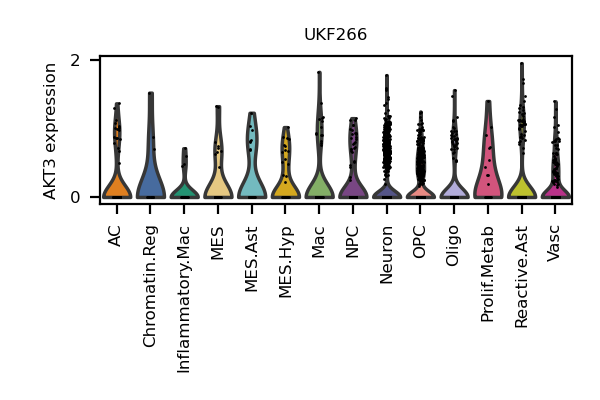 UKF266
AKT3 expression
2
0
AC
Chromatin.Reg
Inflammatory.Mac
MES
MES.Ast
MES.Hyp
Mac
NPC
Neuron
OPC
Oligo
Prolif.Metab
Reactive.Ast
Vasc